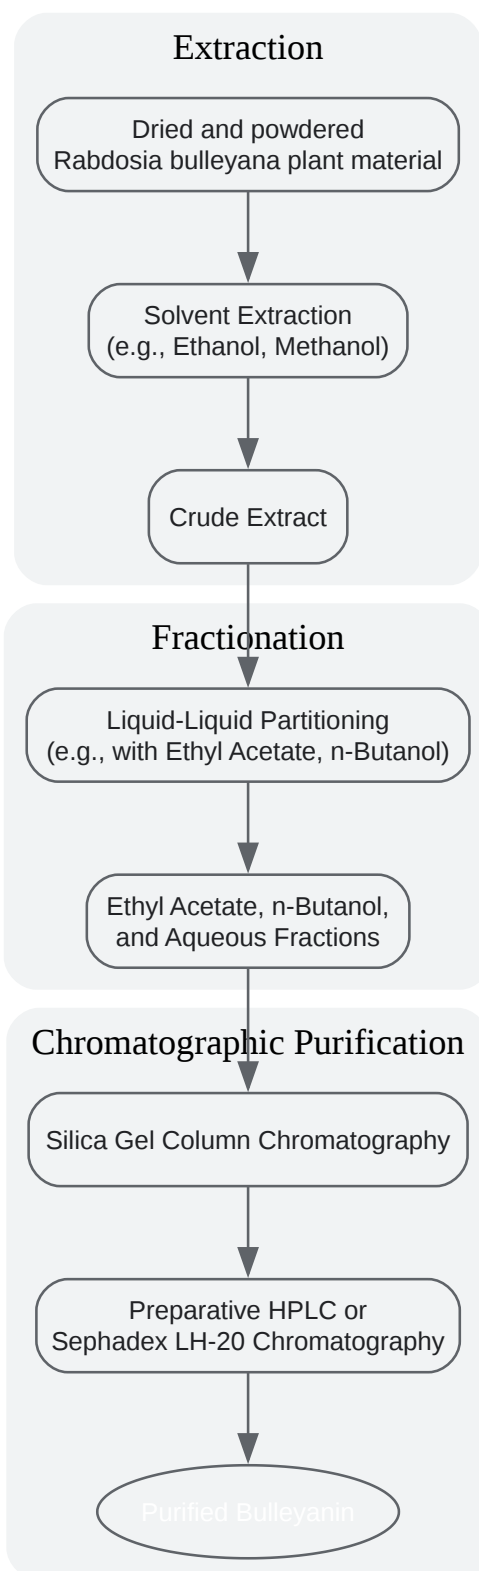 Extraction
Dried and powdered
Rabdosia bulleyana plant material
Solvent Extraction
(e.g., Ethanol, Methanol)
Crude Extract
Fractionation
Liquid-Liquid Partitioning
(e.g., with Ethyl Acetate, n-Butanol)
Ethyl Acetate, n-Butanol,
and Aqueous Fractions
Chromatographic Purification
Silica Gel Column Chromatography
Preparative HPLC or
Sephadex LH-20 Chromatography
Purified Bulleyanin